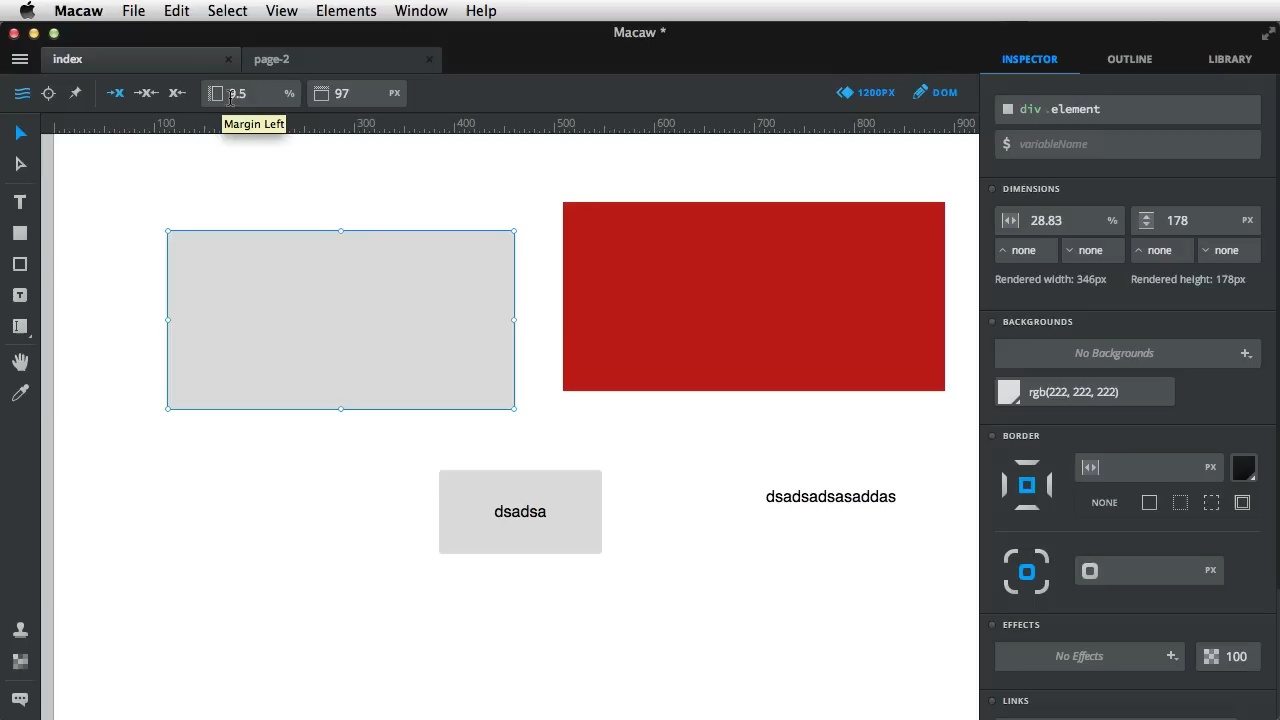 Macaw File Edit Select View Elements Window Help
Macaw *
index × page-2 ×
INSPECTOR OUTLINE LIBRARY
9.5 % 97 PX 1200PX DOM
Margin Left
100 300 400 500 600 700 800 900
div .element
$ variableName
DIMENSIONS
28.83 % 178 PX
none none none none
Rendered width: 346px Rendered height: 178px
BACKGROUNDS
No Backgrounds
rgb(222, 222, 222)
BORDER
PX
NONE
PX
EFFECTS
No Effects 100
LINKS
dsadsadsasaddas
dsadsa